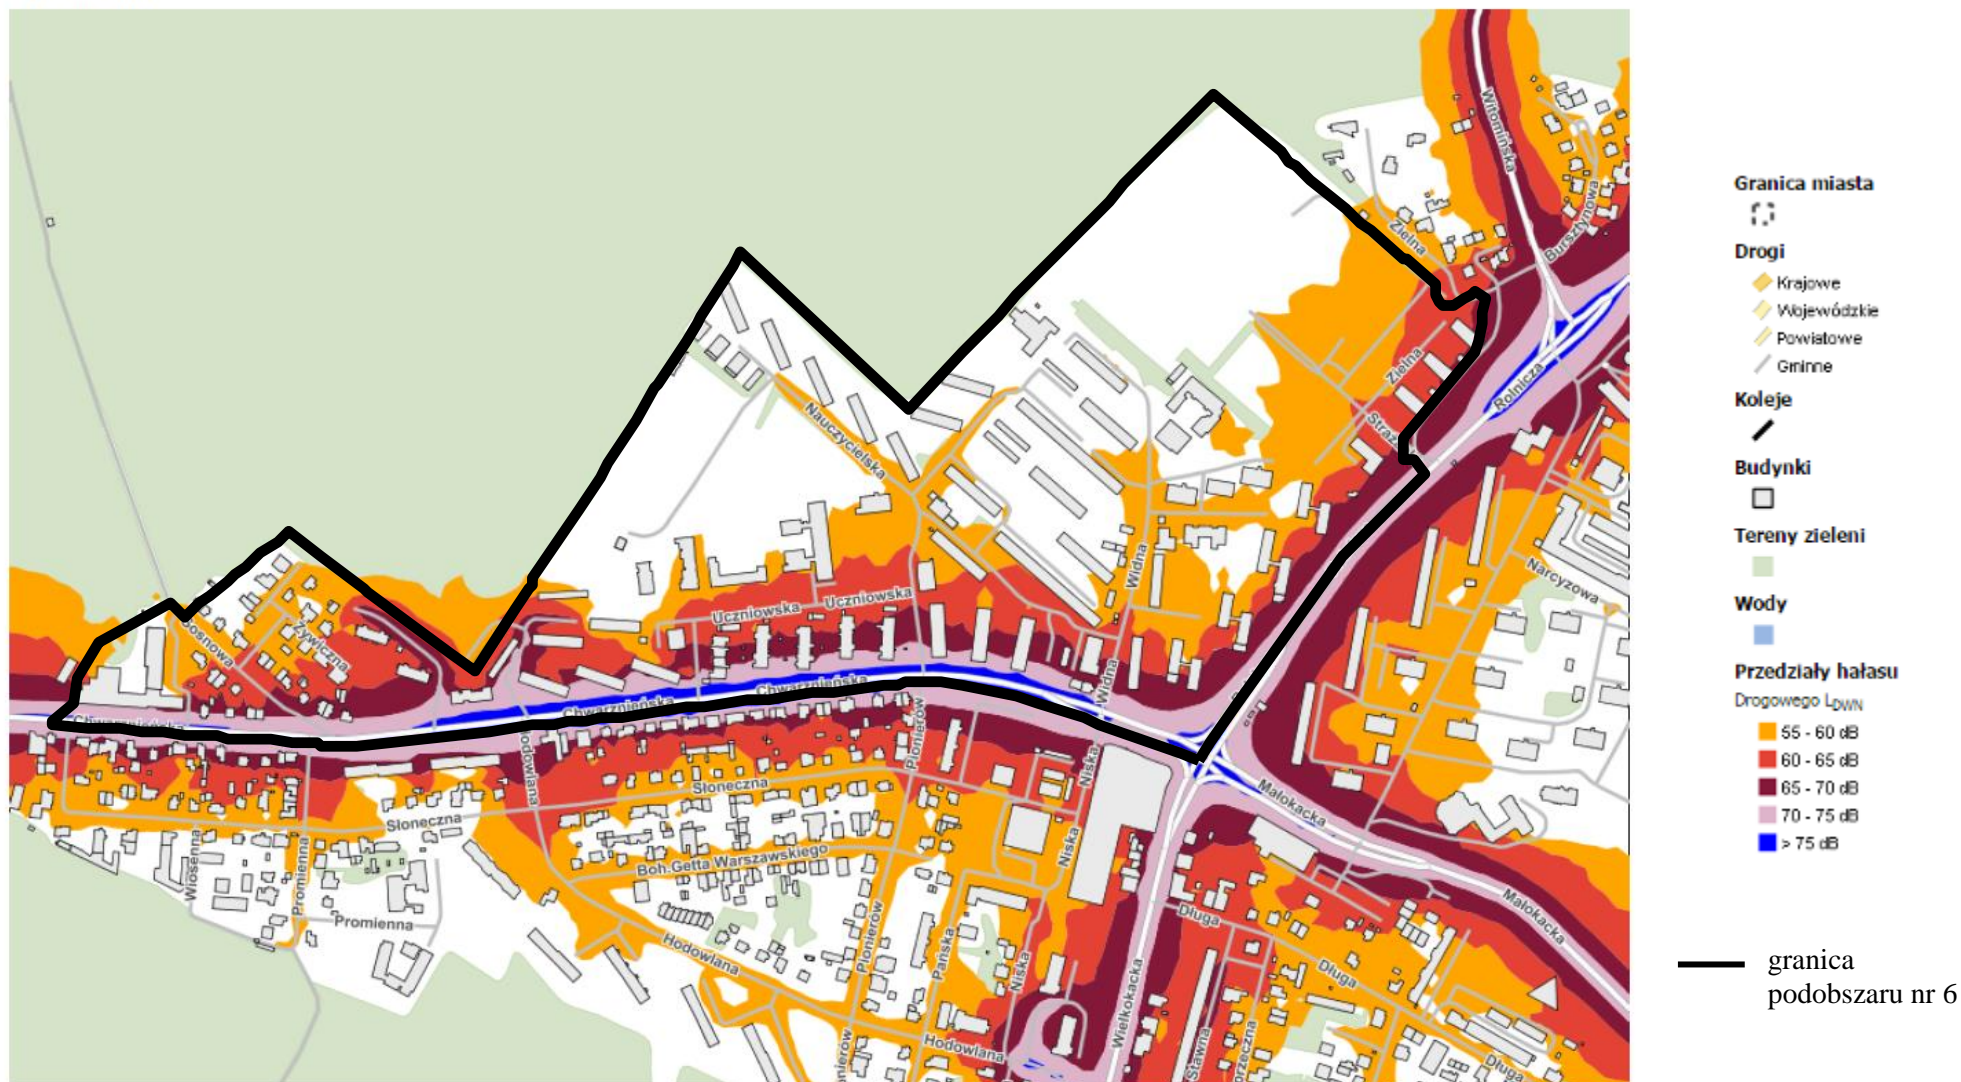 Witomińska
Bursztynowa
Zielna
Zielna
Rolnicza
Nauczycielska
Widna
Narcyzowa
Uczniowska
Uczniowska
Sosnowa
Żywiczna
Widna
Chwarznieńska
Chwarznieńska
Chwarznieńska
Pionierów
Hodowlana
Niska
Słoneczna
Słoneczna
Małokacka
Małokacka
Boh.Getta Warszawskiego
Niska
Wiosenna
Promienna
Promienna
Pionierów
Pańska
Długa
Długa
Długa
Hodowlana
Hodowlana
Niska
Wielkokacka
Stawna
Granica miasta
Drogi
Krajowe
Wojewódzkie
Powiatowe
Gminne
Koleje
Budynki
Tereny zieleni
Wody
Przedziały hałasu
Drogowego LDWN
55 - 60 dB
60 - 65 dB
65 - 70 dB
70 - 75 dB
> 75 dB
granica
podobszaru nr 6